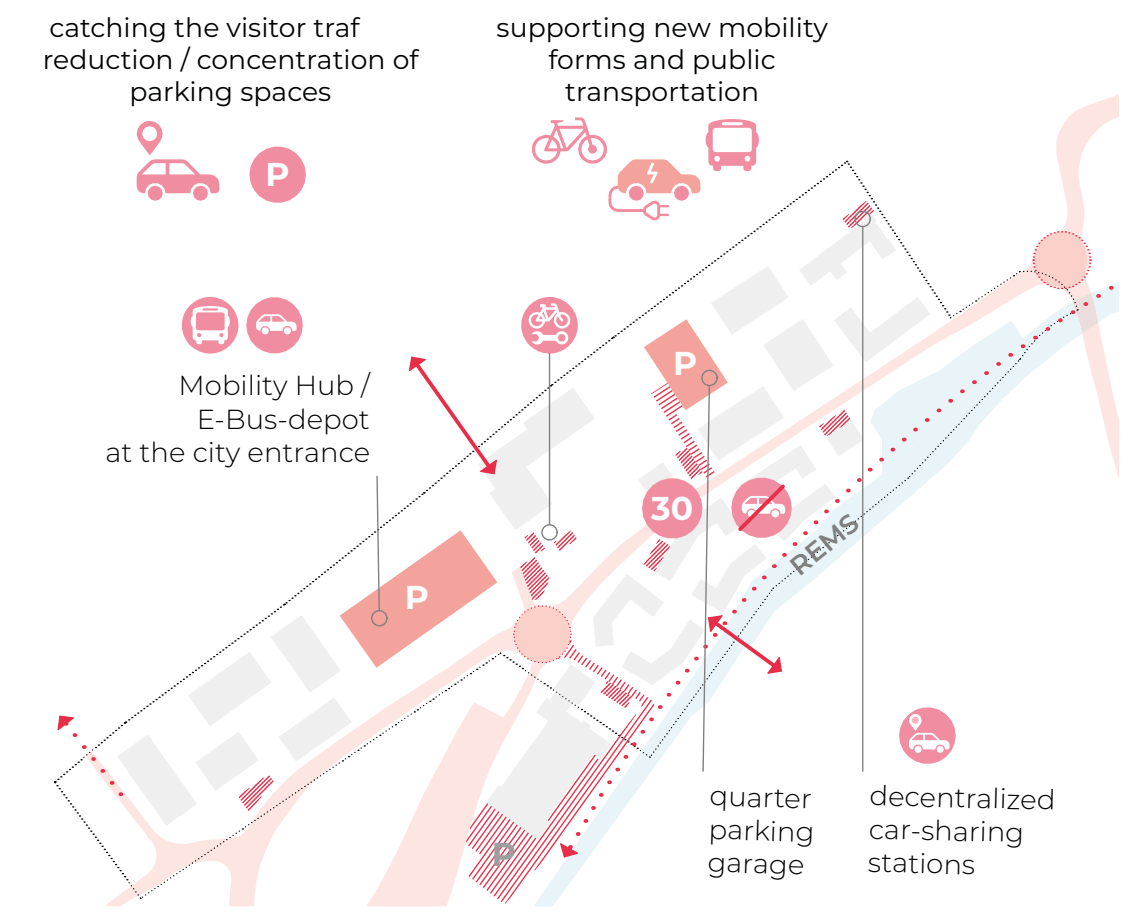 catching the visitor traf
reduction / concentration of
parking spaces
supporting new mobility
forms and public
transportation
P
Mobility Hub /
E-Bus-depot
at the city entrance
P
30
P
REMS
P
quarter
parking
garage
decentralized
car-sharing
stations